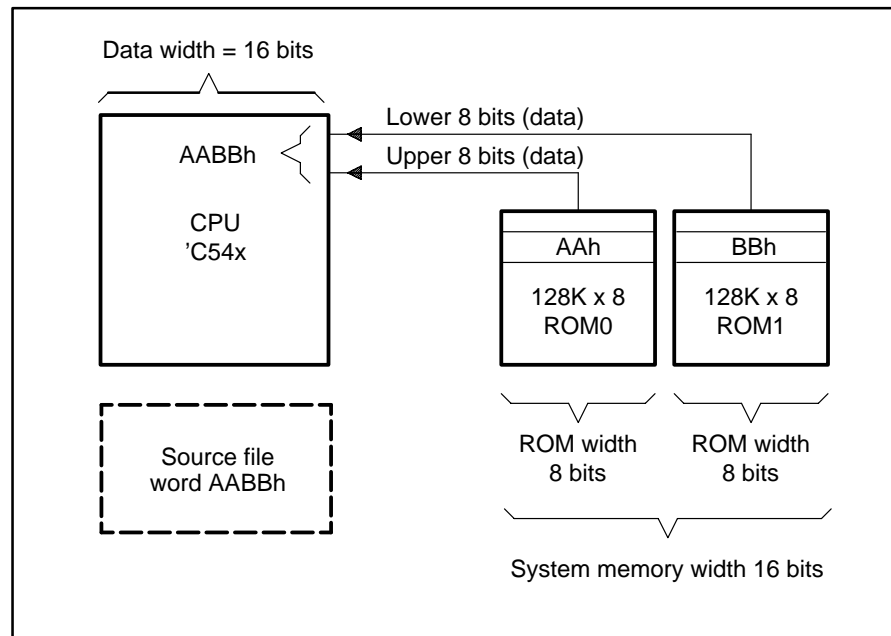 Data width = 16 bits
Lower 8 bits (data)
AABBh
Upper 8 bits (data)
CPU
’C54x
AAh
BBh
128K x 8
ROM0
128K x 8
ROM1
Source file
word AABBh
ROM width
8 bits
ROM width
8 bits
System memory width 16 bits